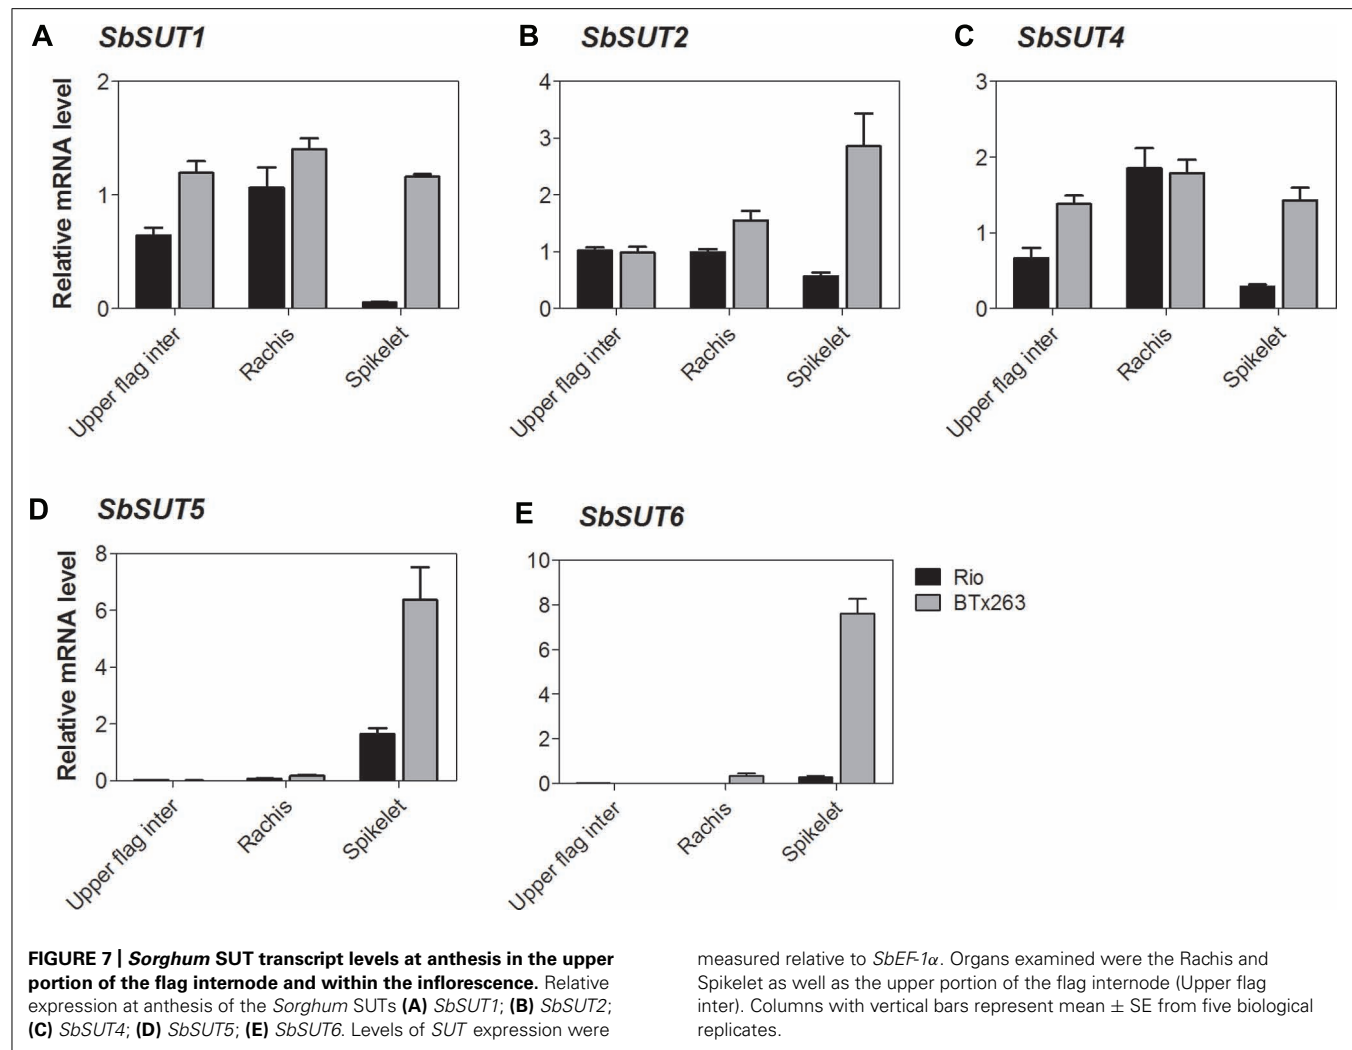 A SbSUT1
Relative mRNA level
2
1
0
Upper flag inter
Rachis
Spikelet
B SbSUT2
4
3
2
1
0
Upper flag inter
Rachis
Spikelet
C SbSUT4
3
2
1
0
Upper flag inter
Rachis
Spikelet
D SbSUT5
Relative mRNA level
8
6
4
2
0
Upper flag inter
Rachis
Spikelet
E SbSUT6
10
8
6
4
2
0
Upper flag inter
Rachis
Spikelet
Rio
BTx263
FIGURE 7 | Sorghum SUT transcript levels at anthesis in the upper
portion of the flag internode and within the inflorescence. Relative
expression at anthesis of the Sorghum SUTs (A) SbSUT1; (B) SbSUT2;
(C) SbSUT4; (D) SbSUT5; (E) SbSUT6. Levels of SUT expression were
measured relative to SbEF-1α. Organs examined were the Rachis and
Spikelet as well as the upper portion of the flag internode (Upper flag
inter). Columns with vertical bars represent mean ± SE from five biological
replicates.